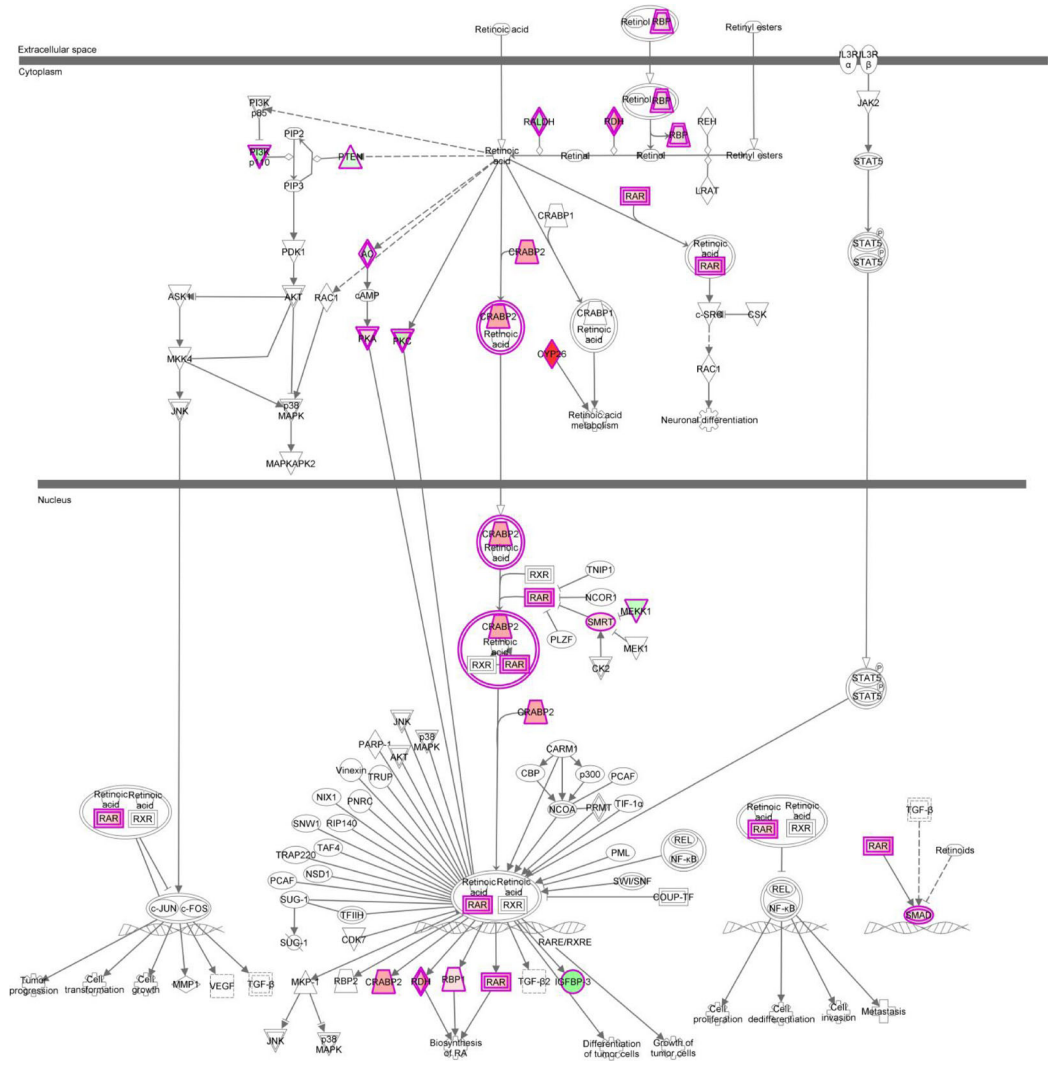 Extracellular space
Cytoplasm
Retinoic acid
Retinol RBP
Retinyl esters
IL3R
α
IL3R
β
JAK2
STAT5
P
STAT5
P
STAT5
PI3K
p85
PI3K
p110
PIP2
PIP3
PTEN
PDK1
AKT
ASK1
MKK4
JNK
p38
MAPK
MAPKAPK2
RAC1
AC
cAMP
PKA
PKC
Retinoic
acid
RALDH
Retinal
RDH
Retinol RBP
RBP
Retinol
REH
LRAT
Retinyl esters
CRABP2
CRABP2
Retinoic
acid
CRABP1
CRABP1
Retinoic
acid
CYP26
Retinoic acid
metabolism
RAR
Retinoic
acid
RAR
c-SRC
CSK
RAC1
Neuronal differentiation
Nucleus
CRABP2
Retinoic
acid
RXR
RAR
TNIP1
NCOR1
SMRT
MEKK1
PLZF
CK2
MEK1
CRABP2
Retinoic
acid
RXR
RAR
CRABP2
P
STAT5
P
STAT5
JNK
p38
MAPK
PARP-1
AKT
Vinexin
TRUP
NIX1
PNRC
SNW1
RIP140
TRAP220
TAF4
PCAF
NSD1
SUG-1
TFIIH
SUG-1
CDK7
CARM1
CBP
p300
NCOA
PRMT
PCAF
TIF-1α
PML
REL
NF-κB
SWI/SNF
COUP-TF
Retinoic
acid
Retinoic
acid
RAR
RXR
RARE/RXRE
MKP-1
RBP2
CRABP2
RDH
RBP1
RAR
TGF-β2
IGFBP-3
JNK
p38
MAPK
Biosynthesis
of RA
Differentiation
of tumor cells
Growth of
tumor cells
Retinoic
acid
Retinoic
acid
RAR
RXR
c-JUN
c-FOS
Tumor
progression
Cell
transformation
Cell
growth
MMP1
VEGF
TGF-β
Retinoic
acid
Retinoic
acid
RAR
RXR
REL
NF-κB
Cell
proliferation
Cell
dedifferentiation
Cell
invasion
Metastasis
TGF-β
RAR
Retinoids
SMAD